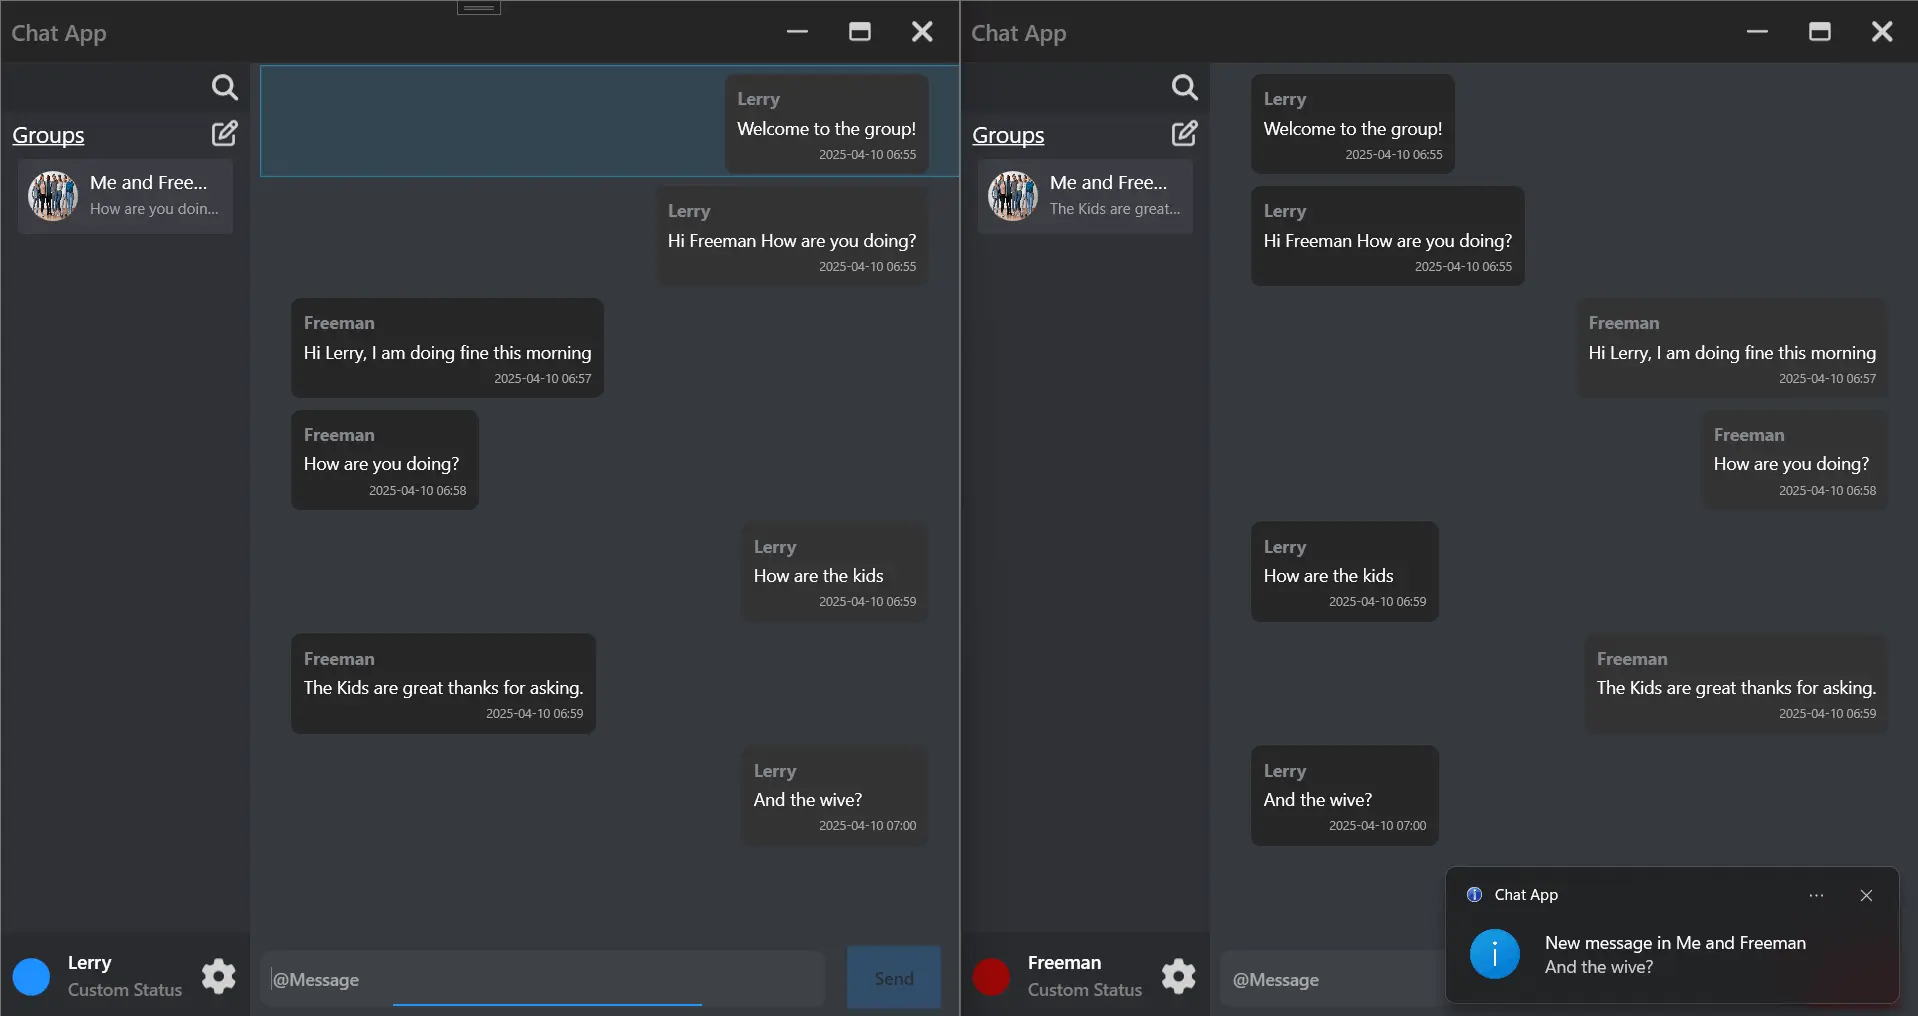 Chat App
Groups
Me and Free...
How are you doin...
Lerry
Welcome to the group!
2025-04-10 06:55
Lerry
Hi Freeman How are you doing?
2025-04-10 06:55
Freeman
Hi Lerry, I am doing fine this morning
2025-04-10 06:57
Freeman
How are you doing?
2025-04-10 06:58
Lerry
How are the kids
2025-04-10 06:59
Freeman
The Kids are great thanks for asking.
2025-04-10 06:59
Lerry
And the wive?
2025-04-10 07:00
Lerry
Custom Status
@Message
Send
Chat App
Groups
Me and Free...
The Kids are great...
Lerry
Welcome to the group!
2025-04-10 06:55
Lerry
Hi Freeman How are you doing?
2025-04-10 06:55
Freeman
Hi Lerry, I am doing fine this morning
2025-04-10 06:57
Freeman
How are you doing?
2025-04-10 06:58
Lerry
How are the kids
2025-04-10 06:59
Freeman
The Kids are great thanks for asking.
2025-04-10 06:59
Lerry
And the wive?
2025-04-10 07:00
Freeman
Custom Status
@Message
Chat App
New message in Me and Freeman
And the wive?